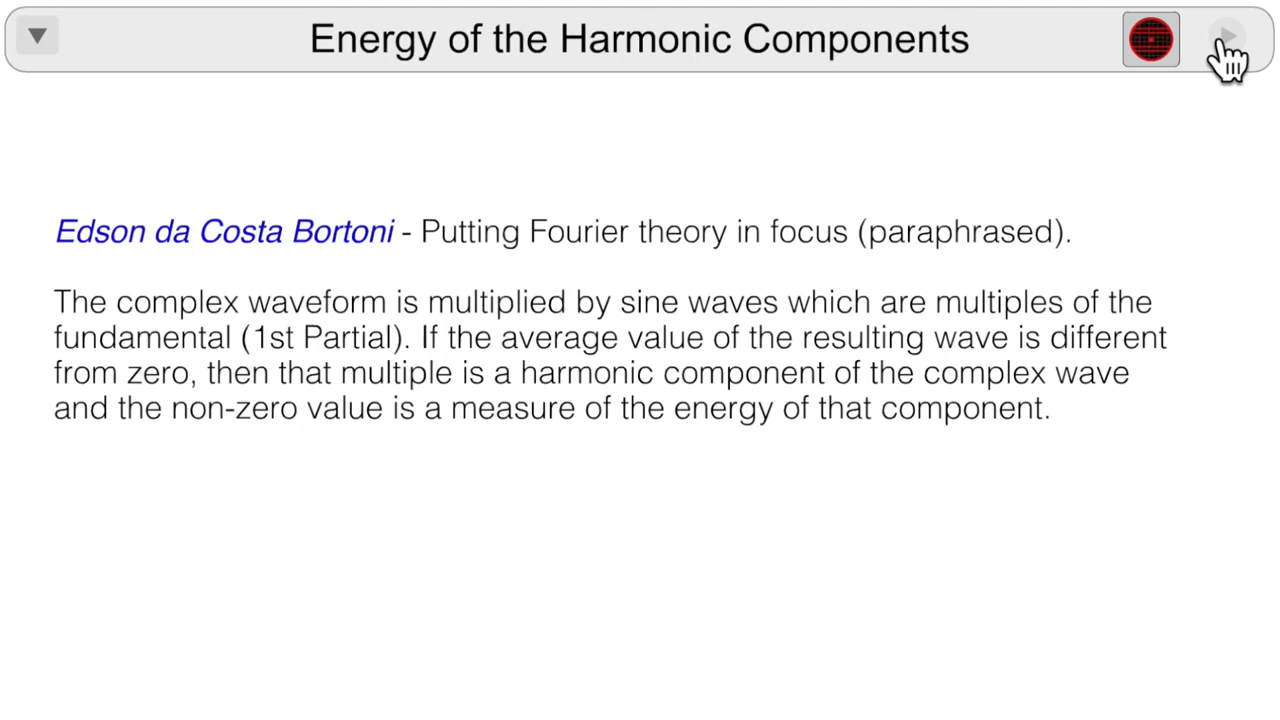 Energy of the Harmonic Components
Edson da Costa Bortoni - Putting Fourier theory in focus (paraphrased).
The complex waveform is multiplied by sine waves which are multiples of the
fundamental (1st Partial). If the average value of the resulting wave is different
from zero, then that multiple is a harmonic component of the complex wave
and the non-zero value is a measure of the energy of that component.